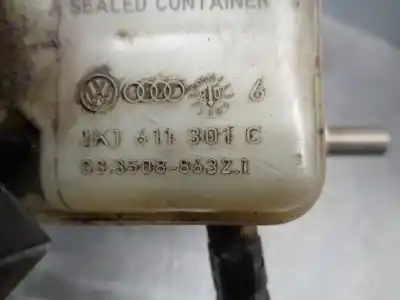 A SEALED CONTAINER
6
1K1 611 301 C
03.3508-8632.1